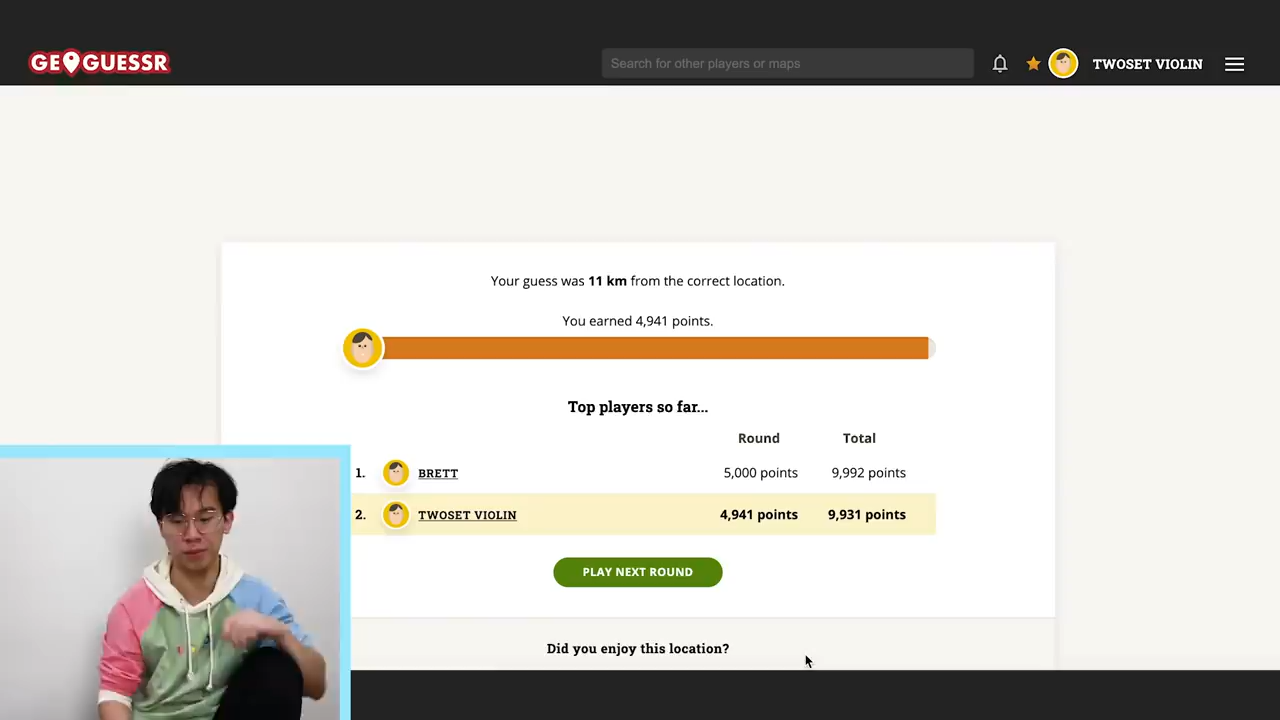 GEOGUESSR
Search for other players or maps
TWOSET VIOLIN
Your guess was 11 km from the correct location.
You earned 4,941 points.
Top players so far...
Round Total
1. BRETT 5,000 points 9,992 points
2. TWOSET VIOLIN 4,941 points 9,931 points
PLAY NEXT ROUND
Did you enjoy this location?